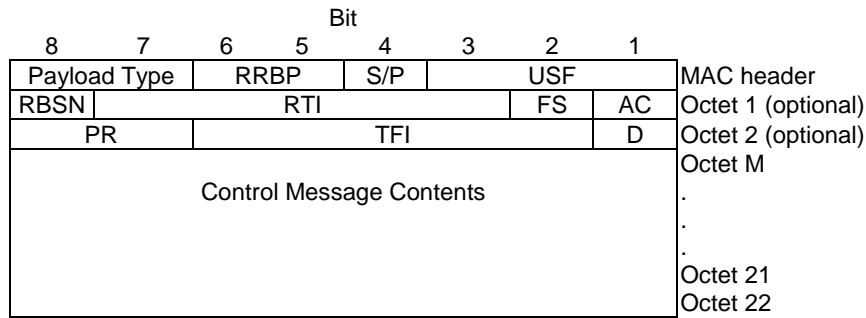 Bit
8 7 6 5 4 3 2 1
Payload Type RRBP S/P USF MAC header
RBSN RTI FS AC Octet 1 (optional)
PR TFI D Octet 2 (optional)
Octet M
Control Message Contents .
.
.
Octet 21
Octet 22